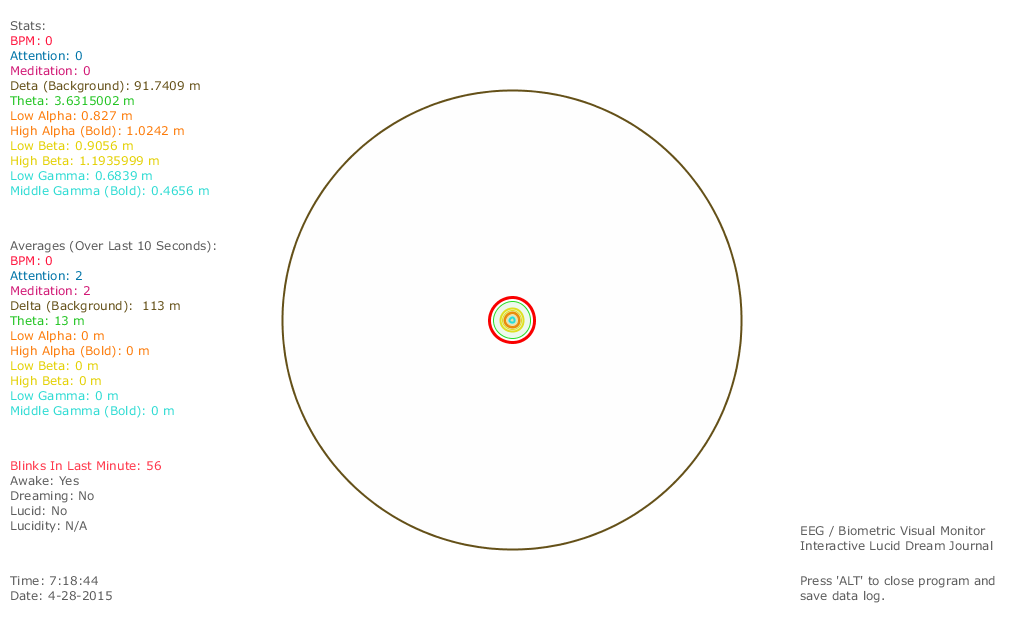 Stats:
BPM: 0
Attention: 0
Meditation: 0
Deta (Background): 91.7409 m
Theta: 3.6315002 m
Low Alpha: 0.827 m
High Alpha (Bold): 1.0242 m
Low Beta: 0.9056 m
High Beta: 1.1935999 m
Low Gamma: 0.6839 m
Middle Gamma (Bold): 0.4656 m
Averages (Over Last 10 Seconds):
BPM: 0
Attention: 2
Meditation: 2
Delta (Background):  113 m
Theta: 13 m
Low Alpha: 0 m
High Alpha (Bold): 0 m
Low Beta: 0 m
High Beta: 0 m
Low Gamma: 0 m
Middle Gamma (Bold): 0 m
Blinks In Last Minute: 56
Awake: Yes
Dreaming: No
Lucid: No
Lucidity: N/A
Time: 7:18:44
Date: 4-28-2015
EEG / Biometric Visual Monitor
Interactive Lucid Dream Journal
Press 'ALT' to close program and
save data log.